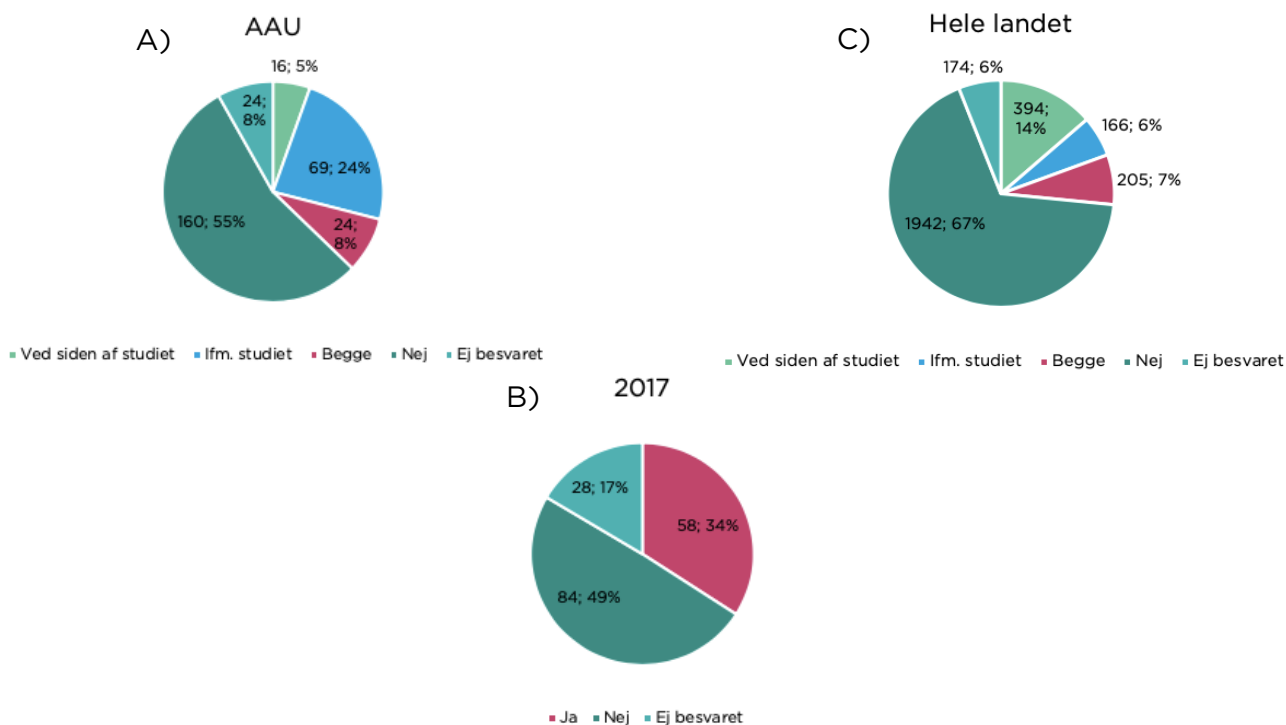 A)
AAU
16; 5%
24;
8%
69; 24%
160; 55%
24;
8%
Ved siden af studiet Ifm. studiet Begge Nej Ej besvaret
C)
Hele landet
174; 6%
394;
14%
166; 6%
205; 7%
1942; 67%
Ved siden af studiet Ifm. studiet Begge Nej Ej besvaret
B)
2017
28; 17%
58; 34%
84; 49%
Ja Nej Ej besvaret